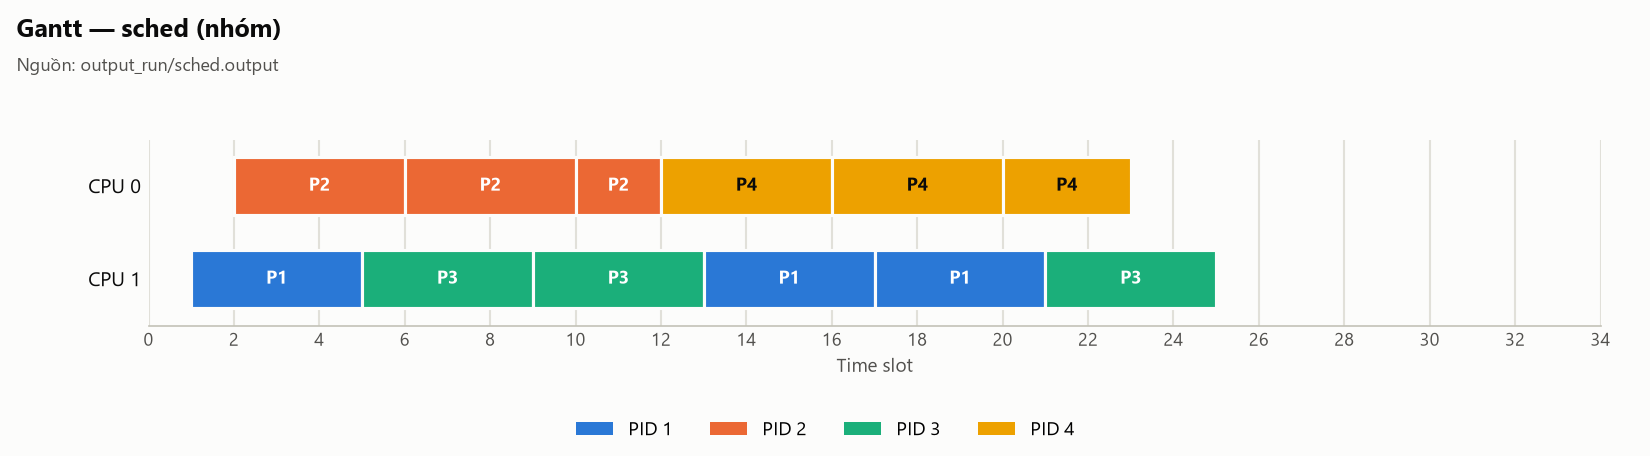 Gantt — sched (nhóm)
Nguồn: output_run/sched.output
CPU 0 P2 P2 P2 P4 P4 P4
CPU 1 P1 P3 P3 P1 P1 P3
0 2 4 6 8 10 12 14 16 18 20 22 24 26 28 30 32 34
Time slot
PID 1 PID 2 PID 3 PID 4